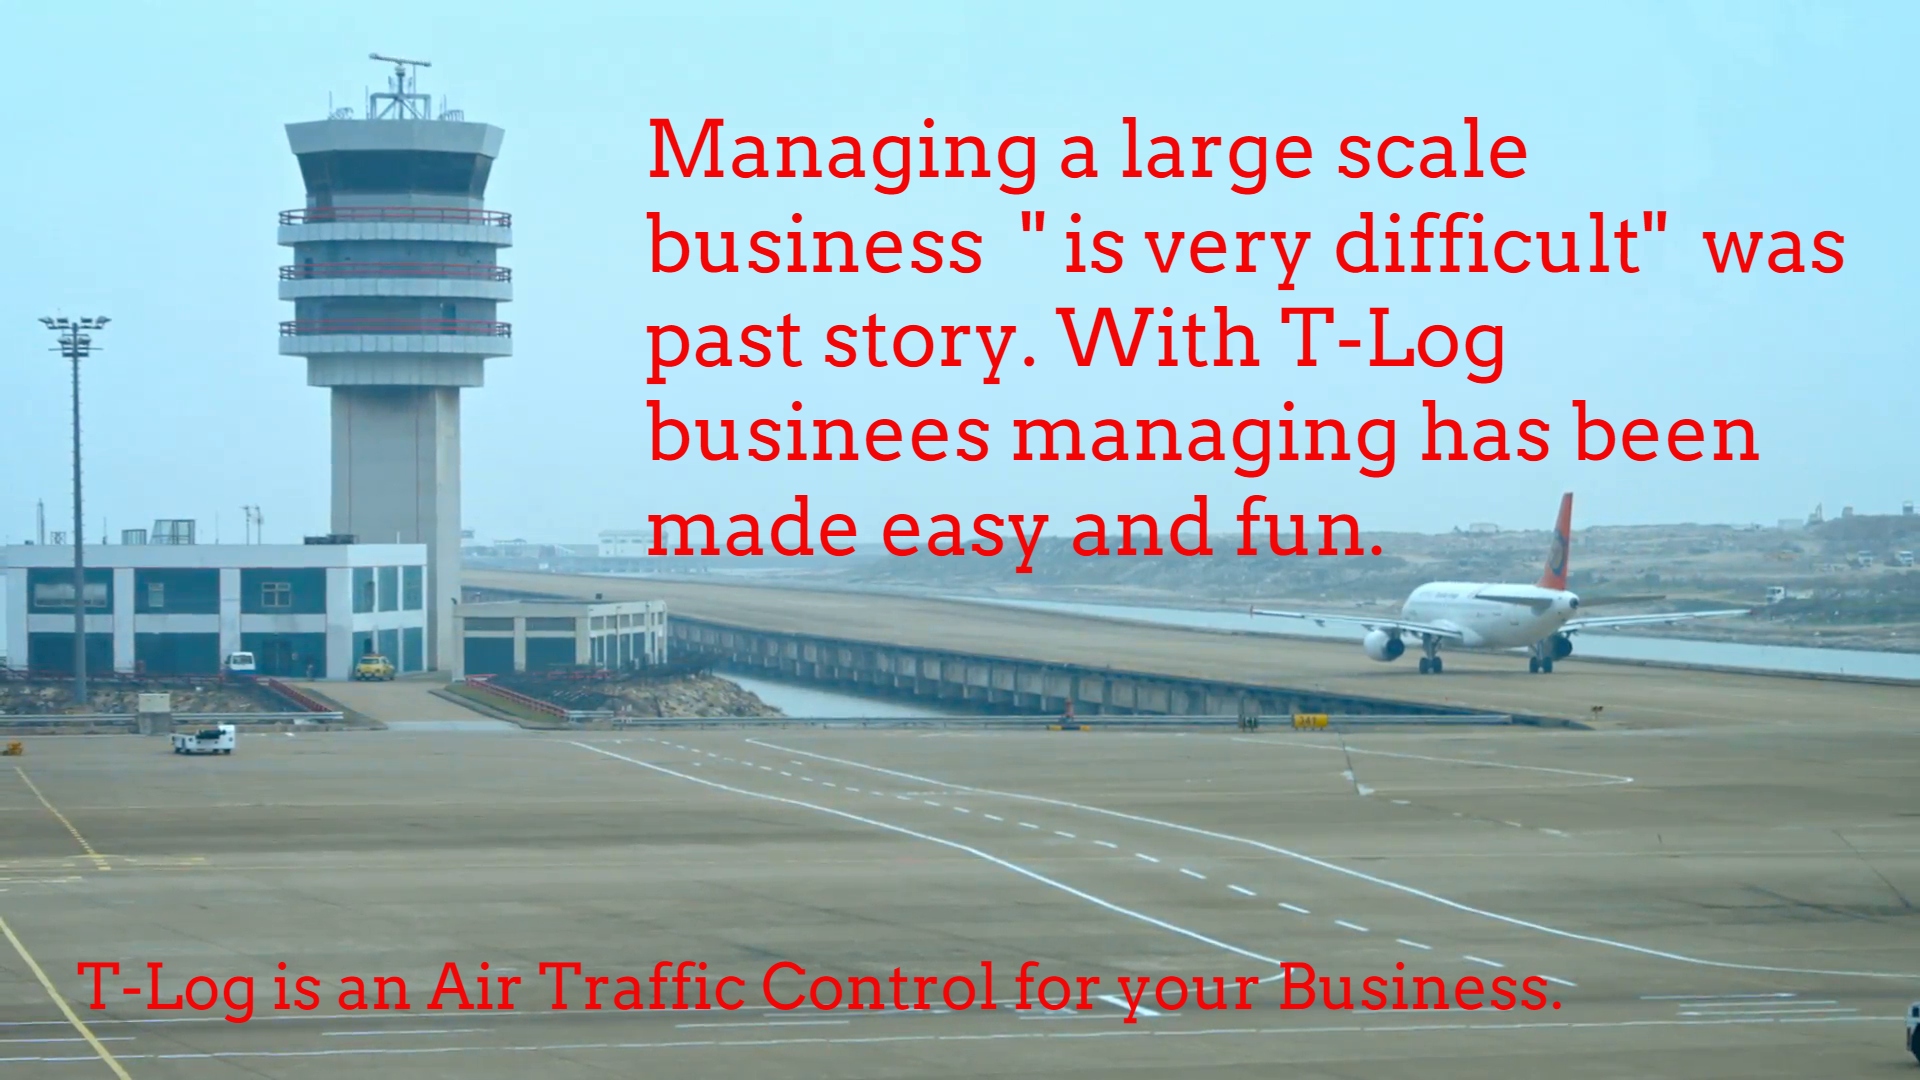 Managing a large scale
business " is very difficult" was
past story. With T-Log
businees managing has been
made easy and fun.
T-Log is an Air Traffic Control for your Business.